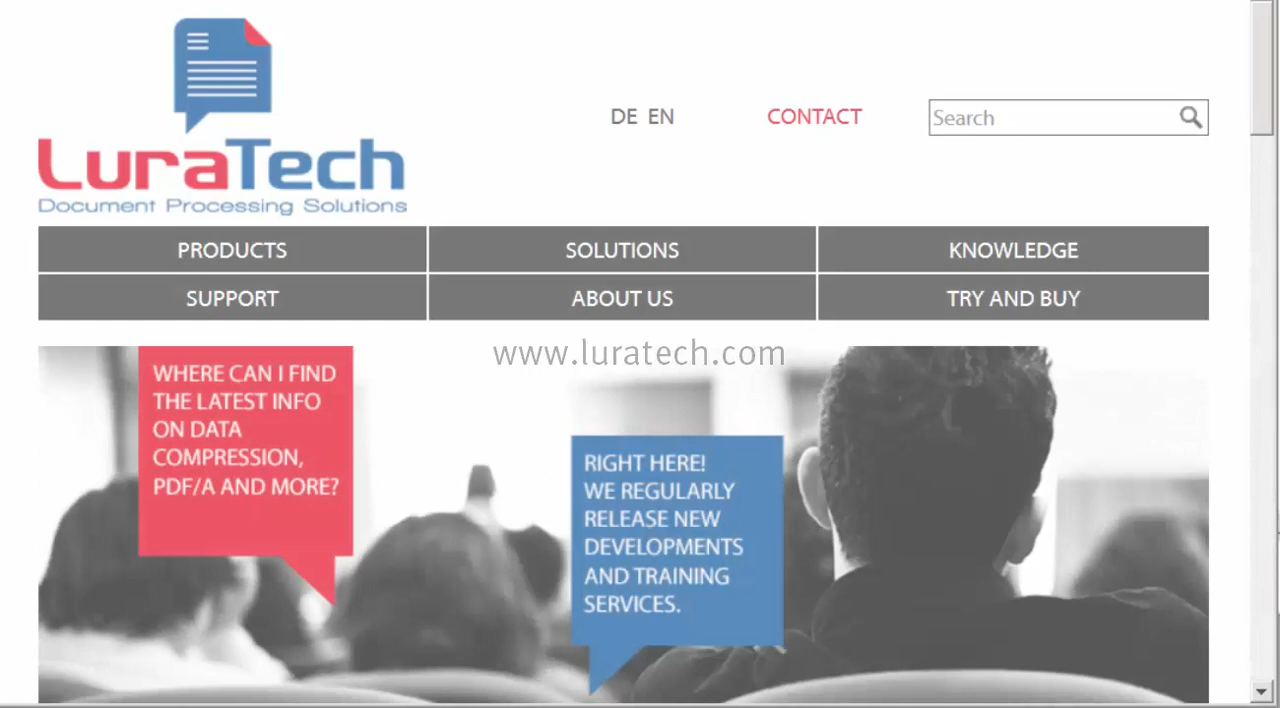 LuraTech
Document Processing Solutions
DE EN
CONTACT
Search
PRODUCTS
SOLUTIONS
KNOWLEDGE
SUPPORT
ABOUT US
TRY AND BUY
www.luratech.com
WHERE CAN I FIND
THE LATEST INFO
ON DATA
COMPRESSION,
PDF/A AND MORE?
RIGHT HERE!
WE REGULARLY
RELEASE NEW
DEVELOPMENTS
AND TRAINING
SERVICES.